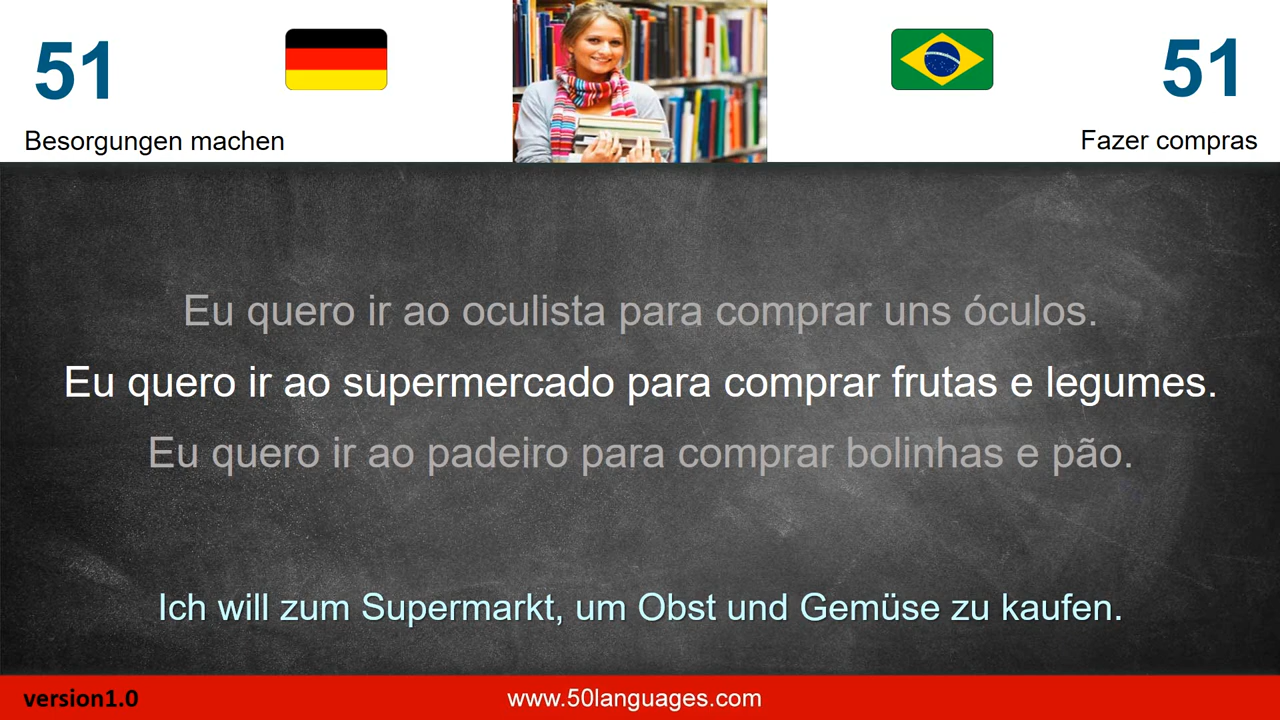 51
51
Besorgungen machen
Fazer compras
Eu quero ir ao oculista para comprar uns óculos.
Eu quero ir ao supermercado para comprar frutas e legumes.
Eu quero ir ao padeiro para comprar bolinhas e pão.
Ich will zum Supermarkt, um Obst und Gemüse zu kaufen.
version1.0
www.50languages.com